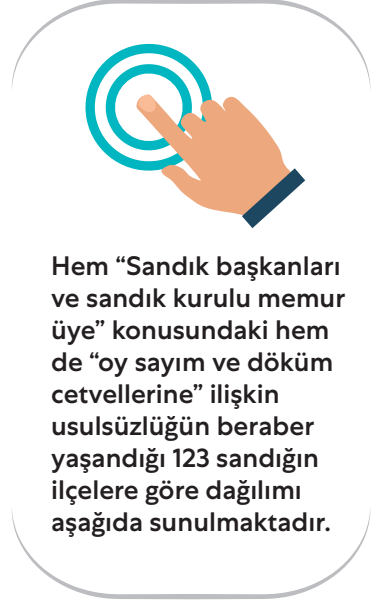 Hem “Sandık başkanları
ve sandık kurulu memur
üye” konusundaki hem
de “oy sayım ve döküm
cetvellerine” ilişkin
usulsüzlüğün beraber
yaşandığı 123 sandığın
ilçelere göre dağılımı
aşağıda sunulmaktadır.